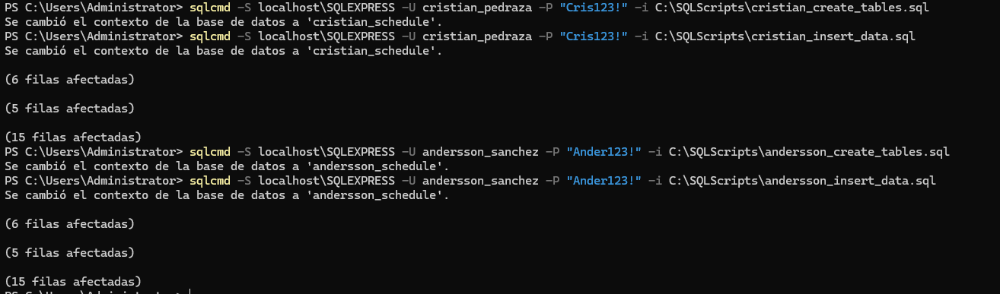 PS C:\Users\Administrator> sqlcmd -S localhost\SQLEXPRESS -U cristian_pedraza -P "Cris123!" -i C:\SQLScripts\cristian_create_tables.sql
Se cambió el contexto de la base de datos a 'cristian_schedule'.
PS C:\Users\Administrator> sqlcmd -S localhost\SQLEXPRESS -U cristian_pedraza -P "Cris123!" -i C:\SQLScripts\cristian_insert_data.sql
Se cambió el contexto de la base de datos a 'cristian_schedule'.
(6 filas afectadas)
(5 filas afectadas)
(15 filas afectadas)
PS C:\Users\Administrator> sqlcmd -S localhost\SQLEXPRESS -U andersson_sanchez -P "Ander123!" -i C:\SQLScripts\andersson_create_tables.sql
Se cambió el contexto de la base de datos a 'andersson_schedule'.
PS C:\Users\Administrator> sqlcmd -S localhost\SQLEXPRESS -U andersson_sanchez -P "Ander123!" -i C:\SQLScripts\andersson_insert_data.sql
Se cambió el contexto de la base de datos a 'andersson_schedule'.
(6 filas afectadas)
(5 filas afectadas)
(15 filas afectadas)
PS C:\Users\Administrator>